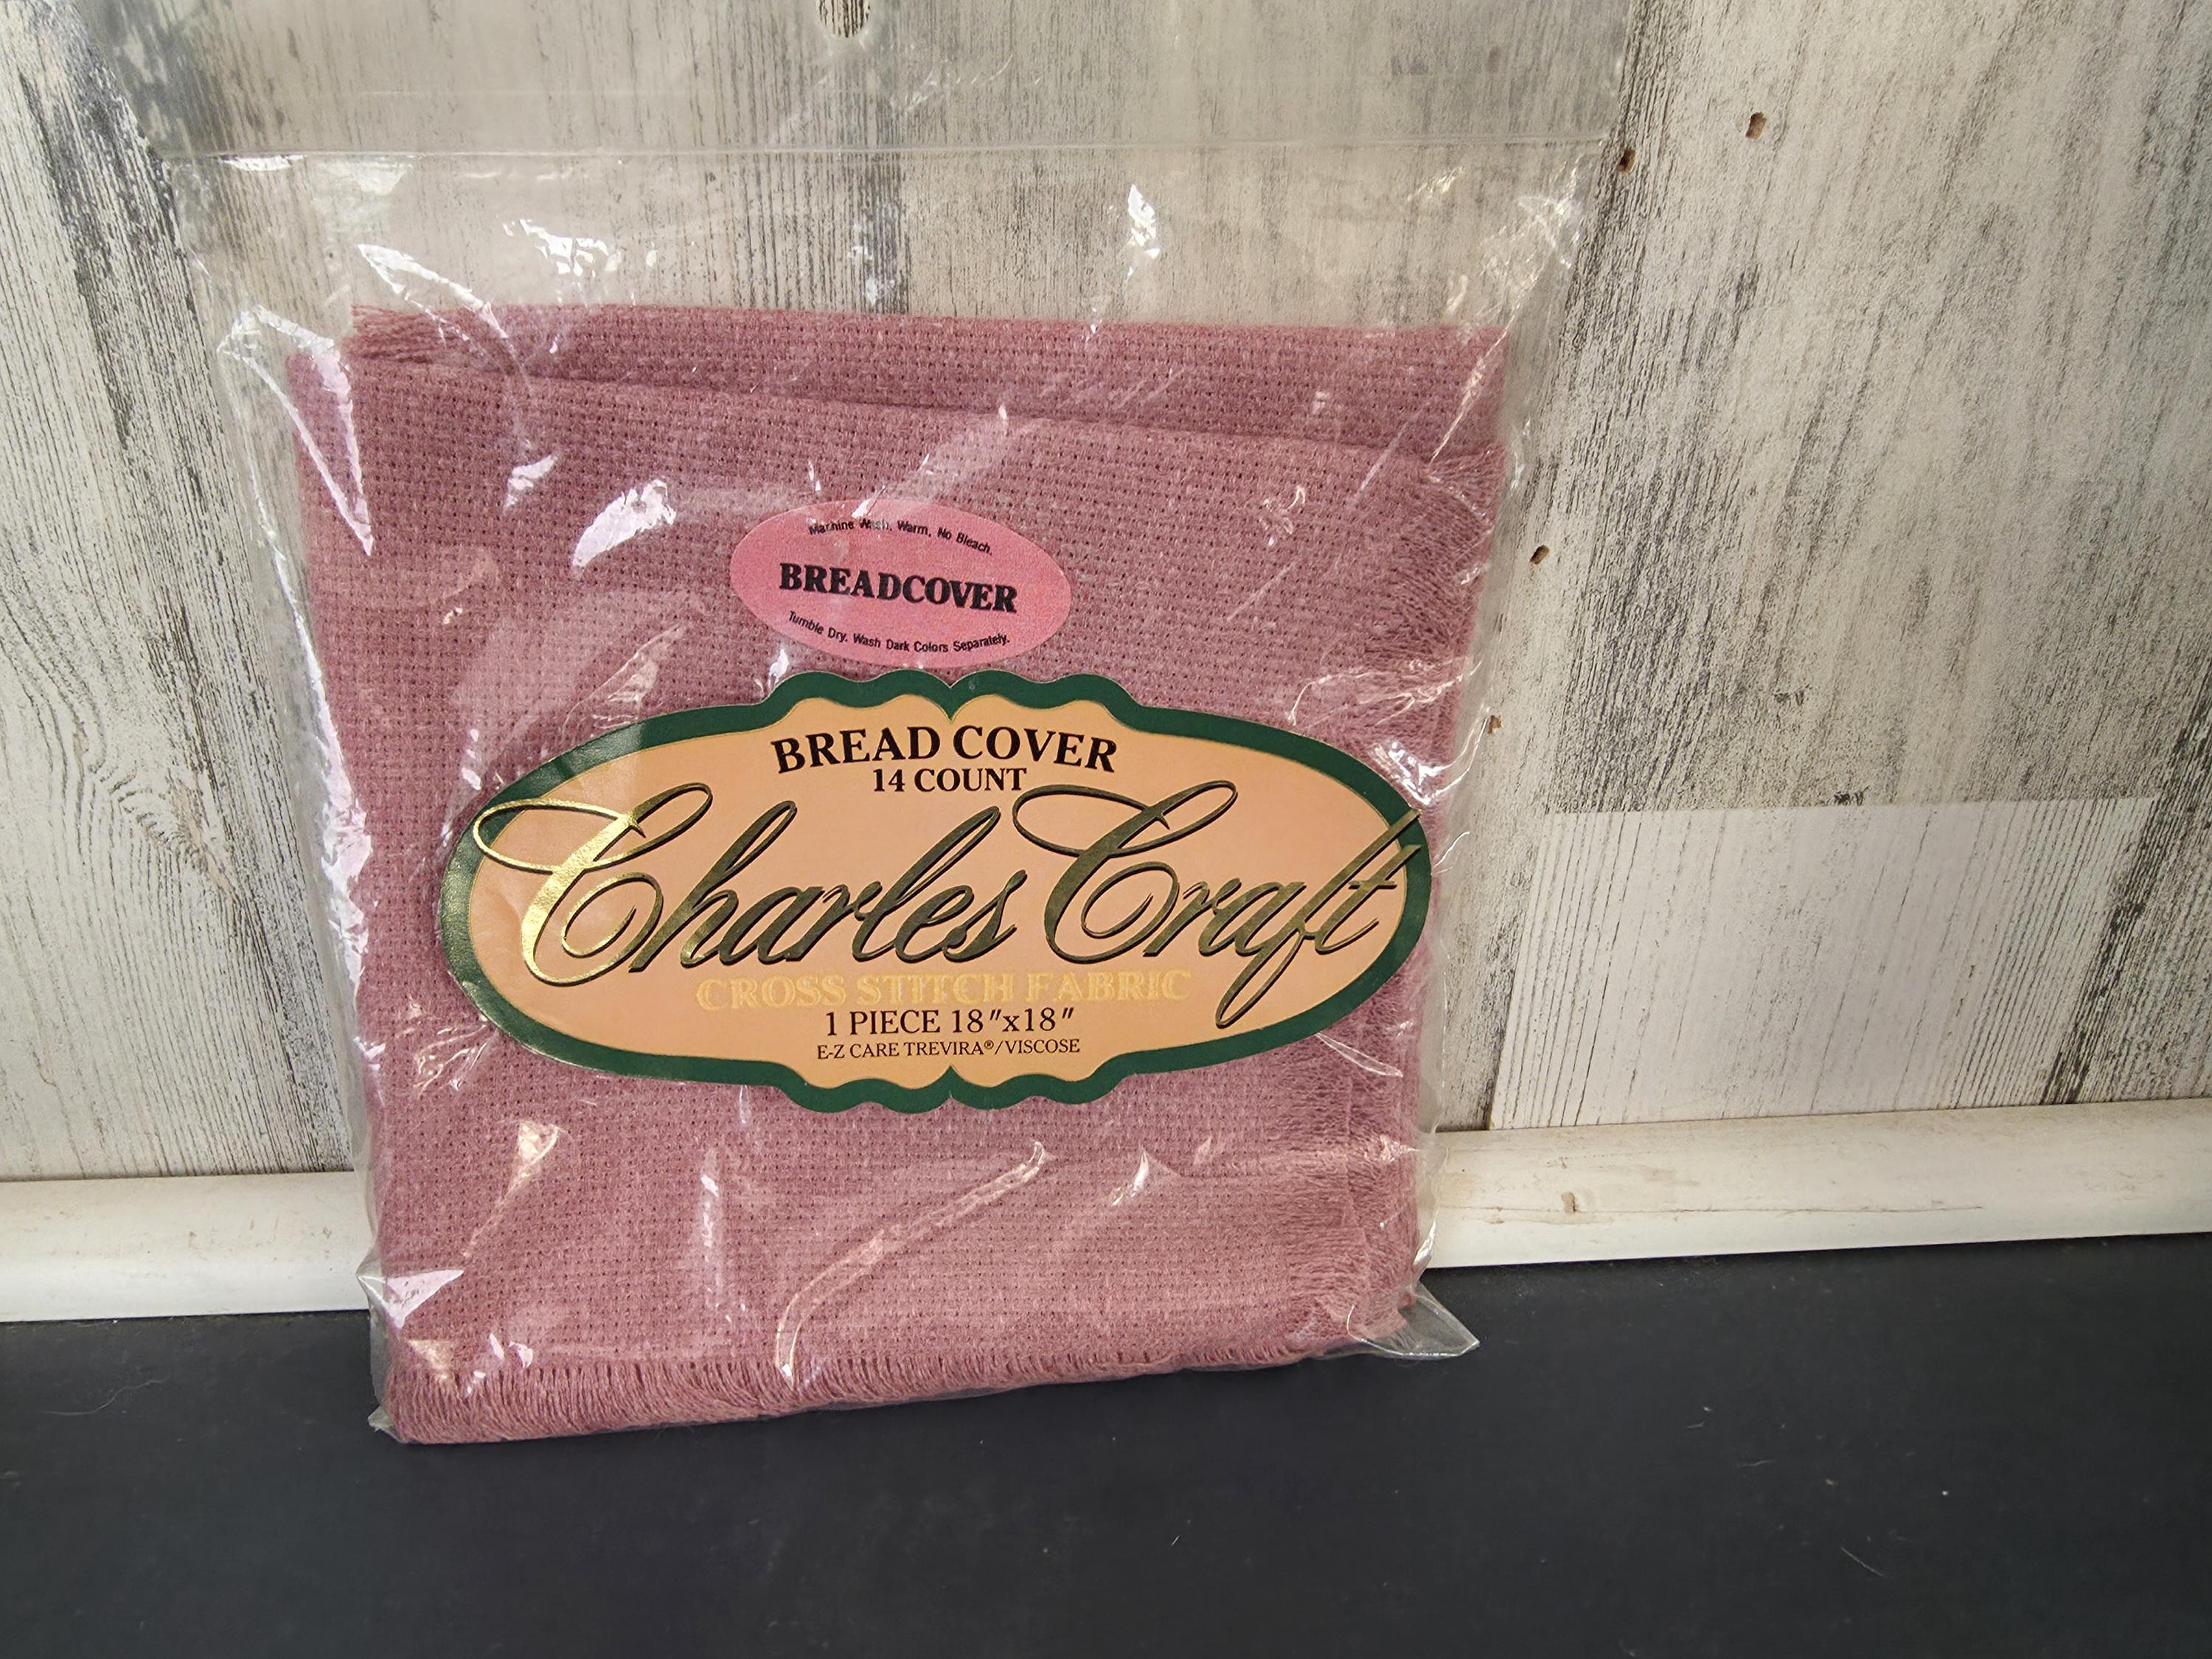 Machine Wash, Warm, No Bleach.
BREADCOVER
Tumble Dry. Wash Dark Colors Separately.
BREAD COVER
14 COUNT
Charles Craft
CROSS STITCH FABRIC
1 PIECE 18"x18"
E-Z CARE TREVIRA®/VISCOSE